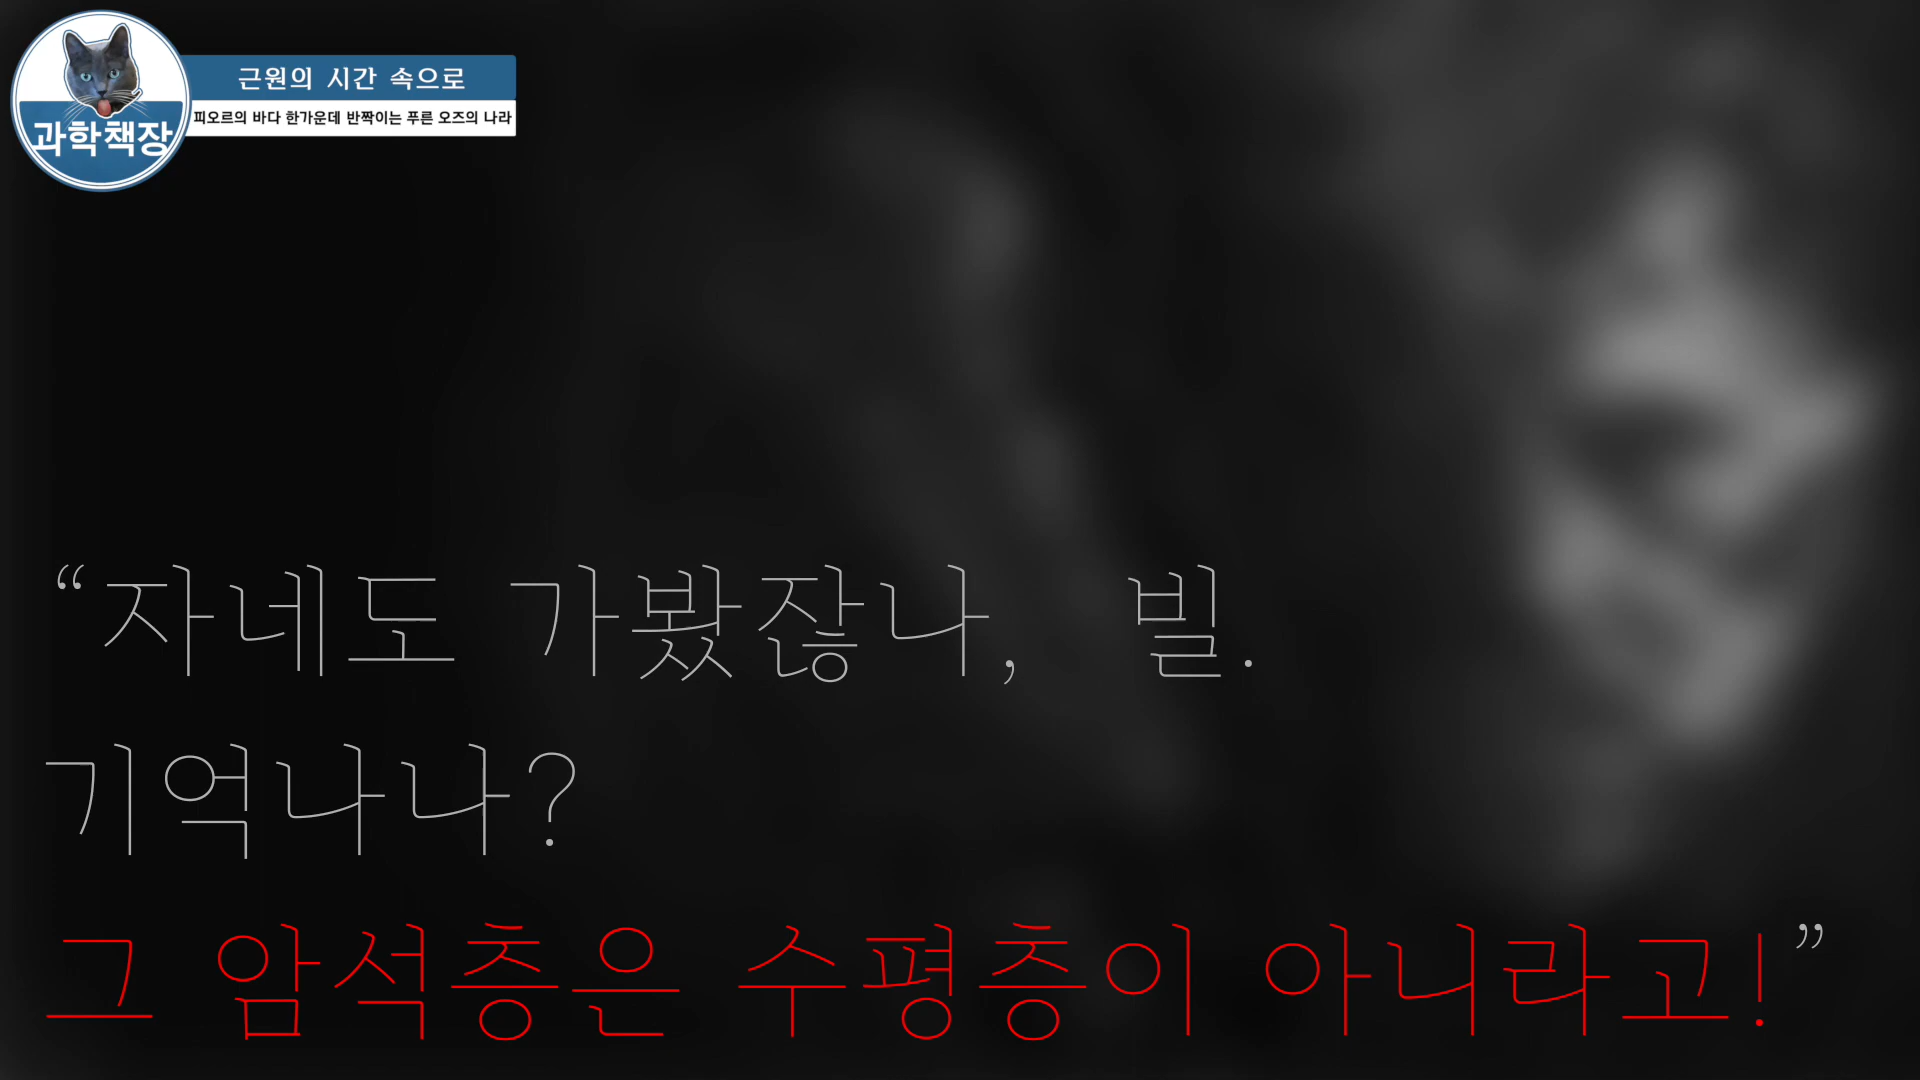 근원의 시간 속으로
피오르의 바다 한가운데 반짝이는 푸른 오즈의 나라
과학책장
“자네도 가봤잖나, 빌.
기억나나?
그 암석층은 수평층이 아니라고!”